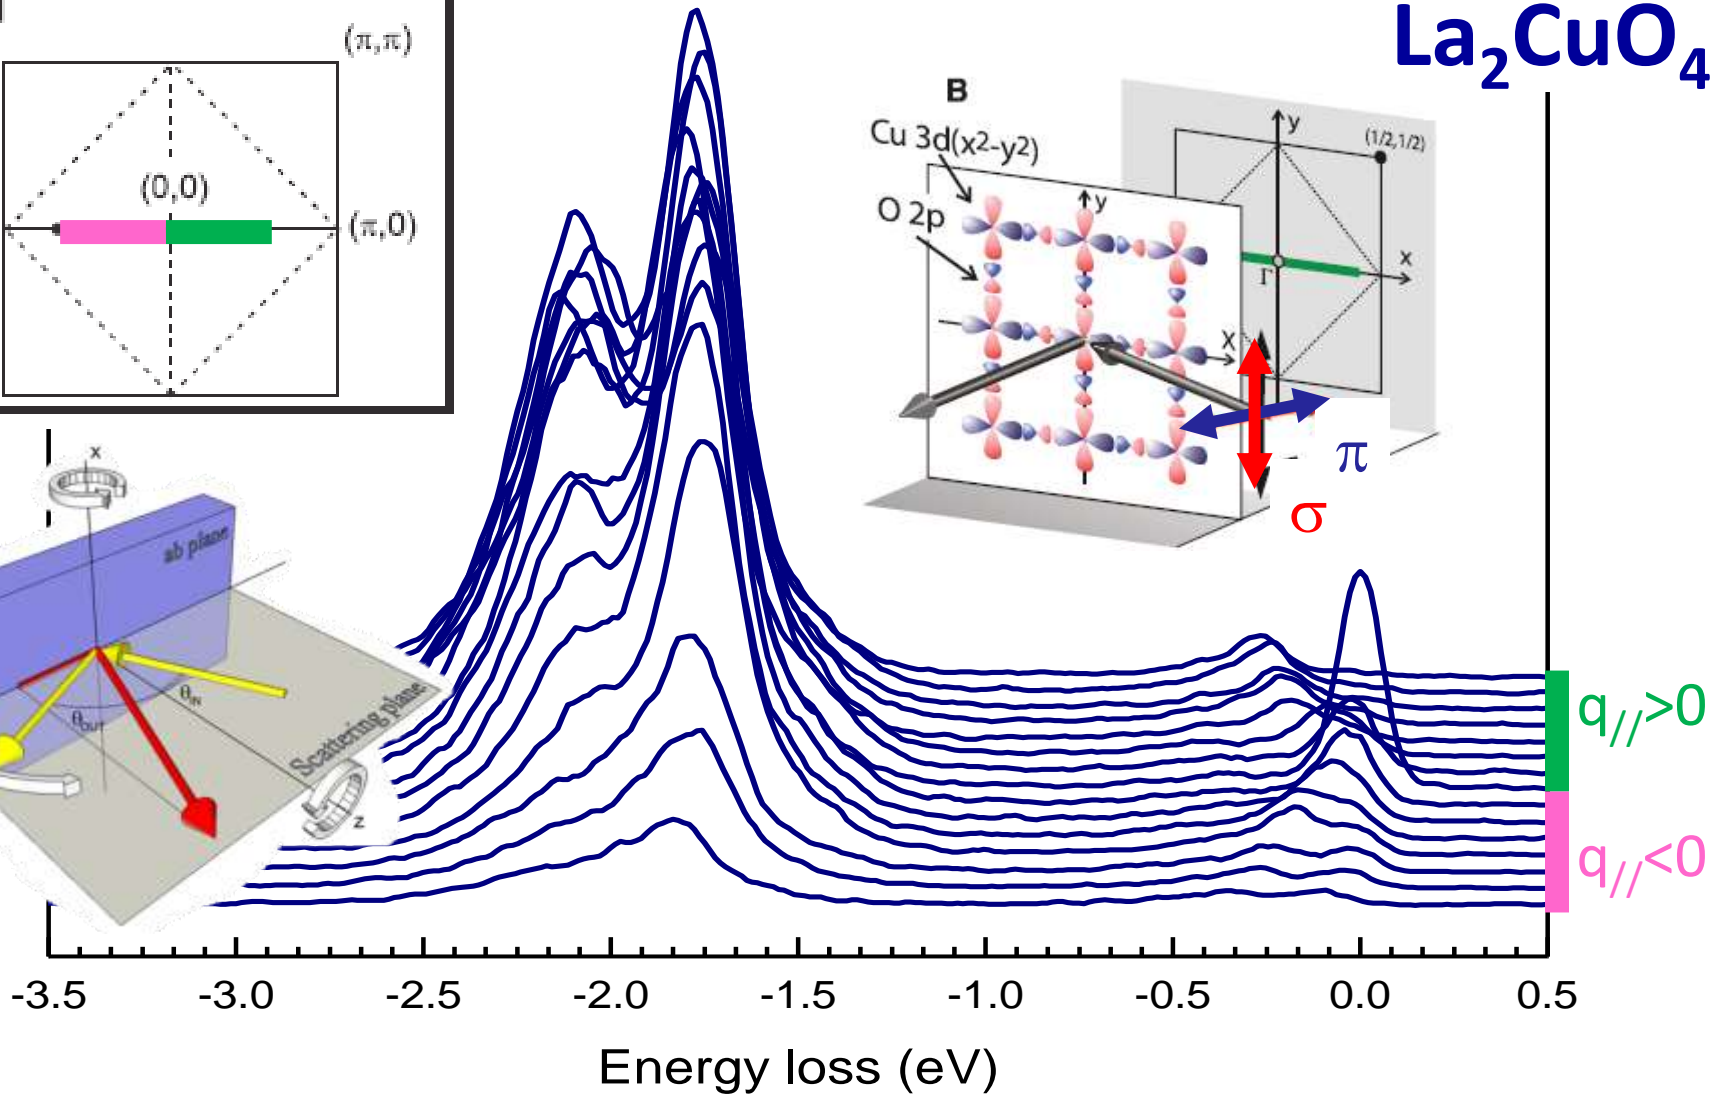 La₂CuO₄
(π,π)
(0,0)
(π,0)
B
Cu 3d(x²-y²)
O 2p
y
x
y
(1/2,1/2)
x
Γ
π
σ
x
ab plane
θIN
θOUT
Scattering plane
z
q//>0
q//<0
-3.5 -3.0 -2.5 -2.0 -1.5 -1.0 -0.5 0.0 0.5
Energy loss (eV)